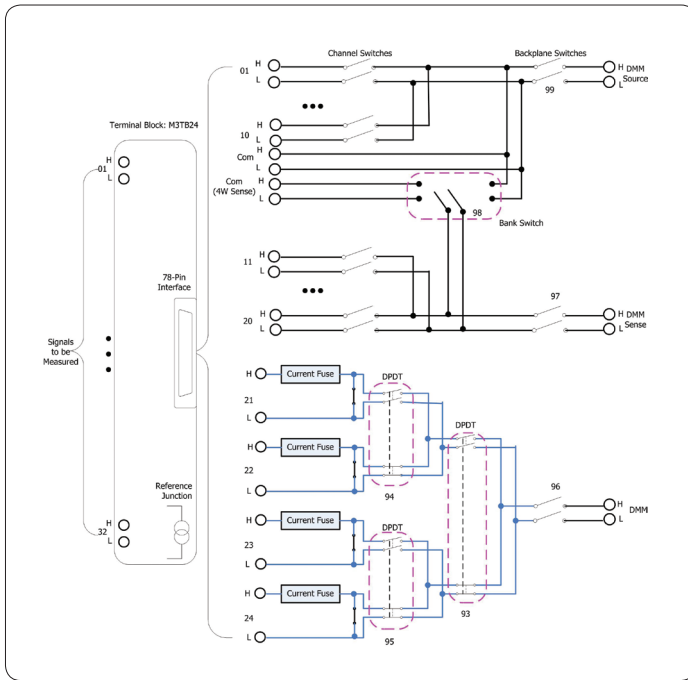 Channel Switches
Backplane Switches
01
H
L
H DMM
Source
L
99
Terminal Block: M3TB24
10
H
L
H
Com
L
Com
(4W Sense)
H
L
98
Bank Switch
H
01
L
78-Pin
Interface
11
H
L
97
20
H
L
H DMM
Sense
L
Signals
to be
Measured
H
Current Fuse
DPDT
21
L
DPDT
H
Current Fuse
22
L
94
96
H
DMM
L
Reference
Junction
H
32
L
H
Current Fuse
DPDT
23
L
H
Current Fuse
24
L
93
95